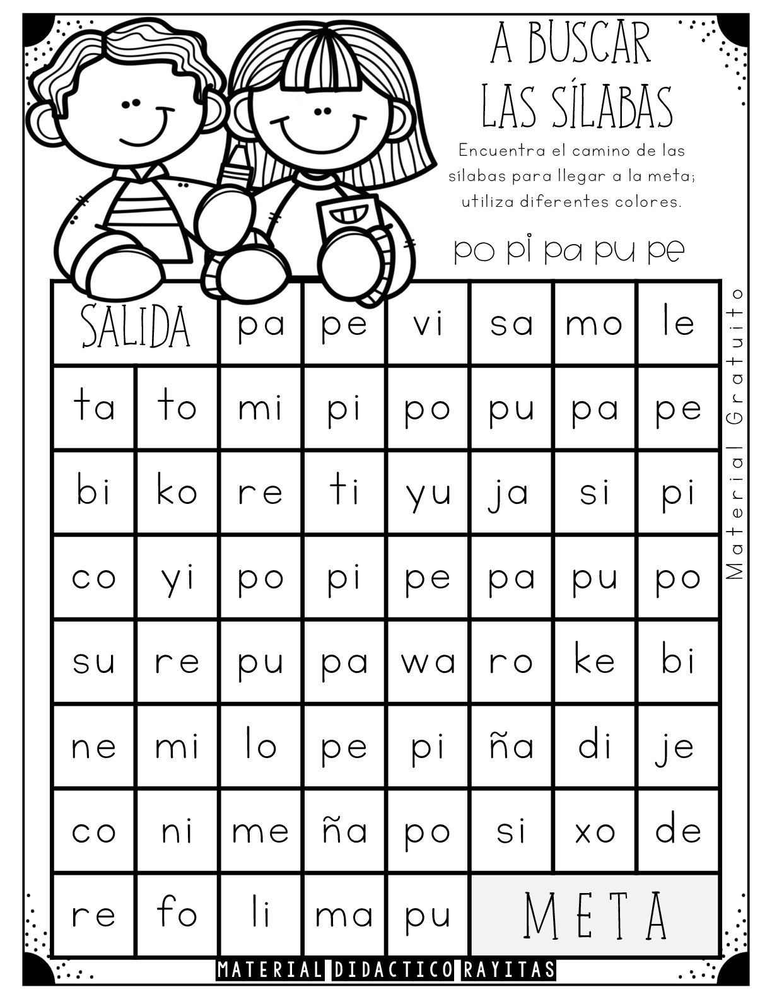 A BUSCAR
LAS SÍLABAS
Encuentra el camino de las
sílabas para llegar a la meta;
utiliza diferentes colores.
po pi pa pu pe
SALIDA pa pe vi sa mo le
ta to mi pi po pu pa pe
bi ko re ti yu ja si pi
co yi po pi pe pa pu po
su re pu pa wa ro ke bi
ne mi lo pe pi ña di je
co ni me ña po si xo de
re fo li ma pu META
Material Gratuito
MATERIAL DIDACTICO RAYITAS